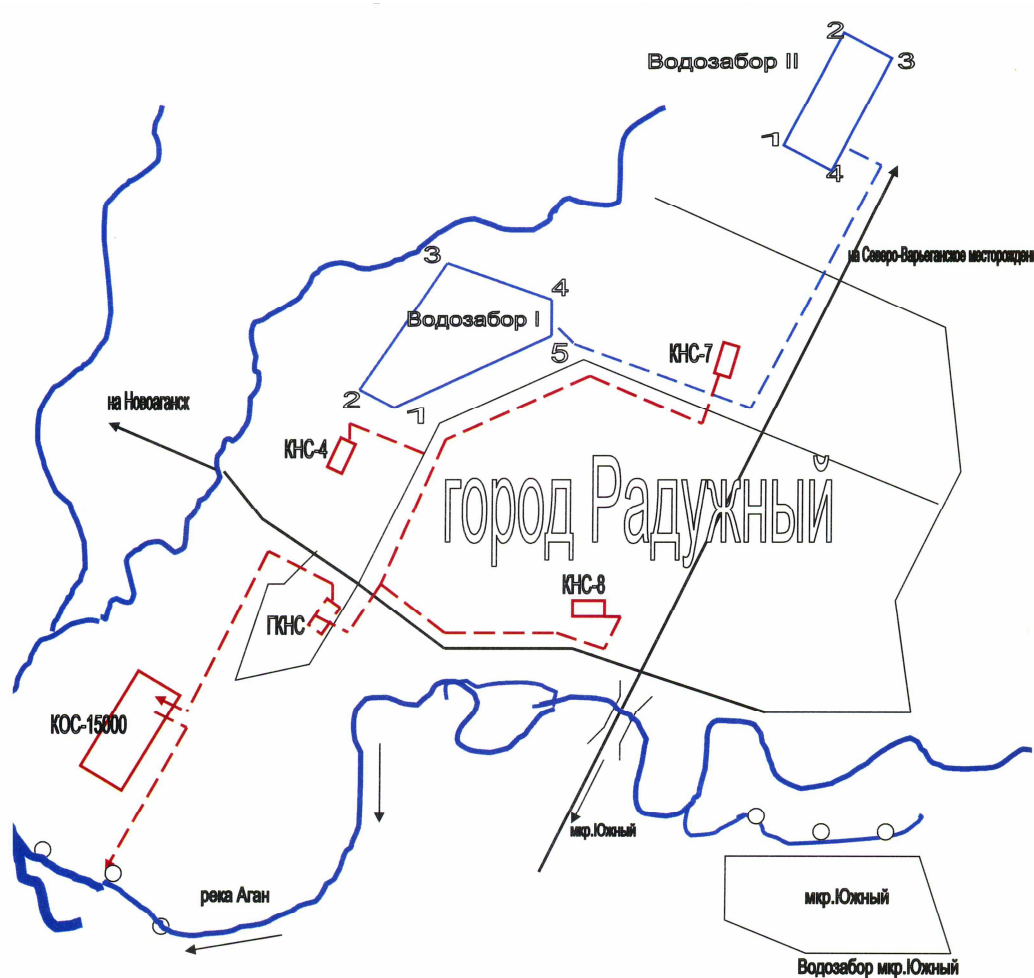 2
3
Водозабор II
1
4
на Северо-Варьеганское месторожден
3
4
Водозабор I
КНС-7
5
на Новоаганск
2
1
КНС-4
город Радужный
КНС-8
ГКНС
КОС-15000
мкр.Южный
река Аган
мкр.Южный
Водозабор мкр.Южный